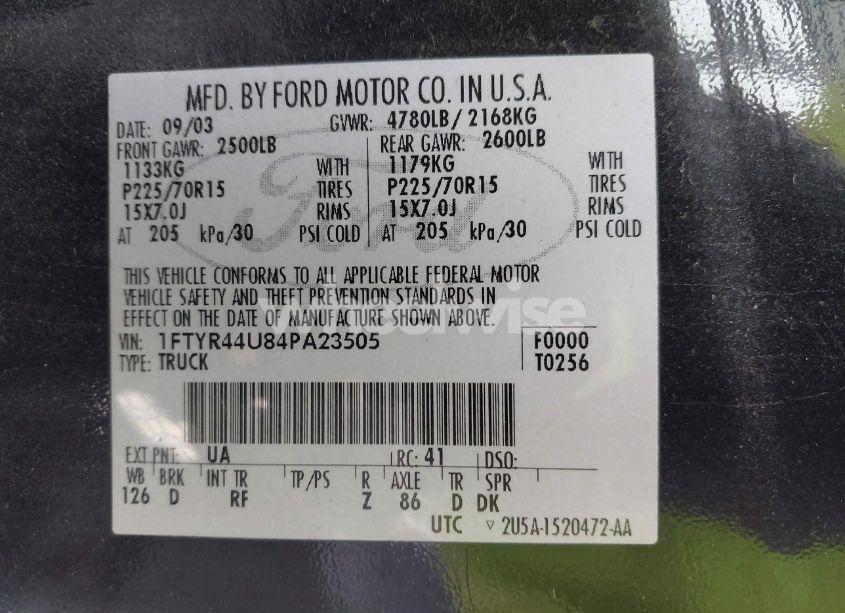 MFD. BY FORD MOTOR CO. IN U.S.A.
DATE: 09/03 GVWR: 4780LB/ 2168KG
FRONT GAWR: 2500LB REAR GAWR: 2600LB
1133KG WITH 1179KG WITH
P225/70R15 TIRES P225/70R15 TIRES
15X7.0J RIMS 15X7.0J RIMS
AT 205 kPa/30 PSI COLD AT 205 kPa/30 PSI COLD
Ford
THIS VEHICLE CONFORMS TO ALL APPLICABLE FEDERAL MOTOR
VEHICLE SAFETY AND THEFT PREVENTION STANDARDS IN
EFFECT ON THE DATE OF MANUFACTURE SHOWN ABOVE.
VIN: 1FTYR44U84PA23505 F0000
TYPE: TRUCK T0256
EXT PNT: UA RC: 41 DSO:
WB BRK INT TR TP/PS R AXLE TR SPR
126 D RF Z 86 D DK
UTC ▽ 2U5A-1520472-AA